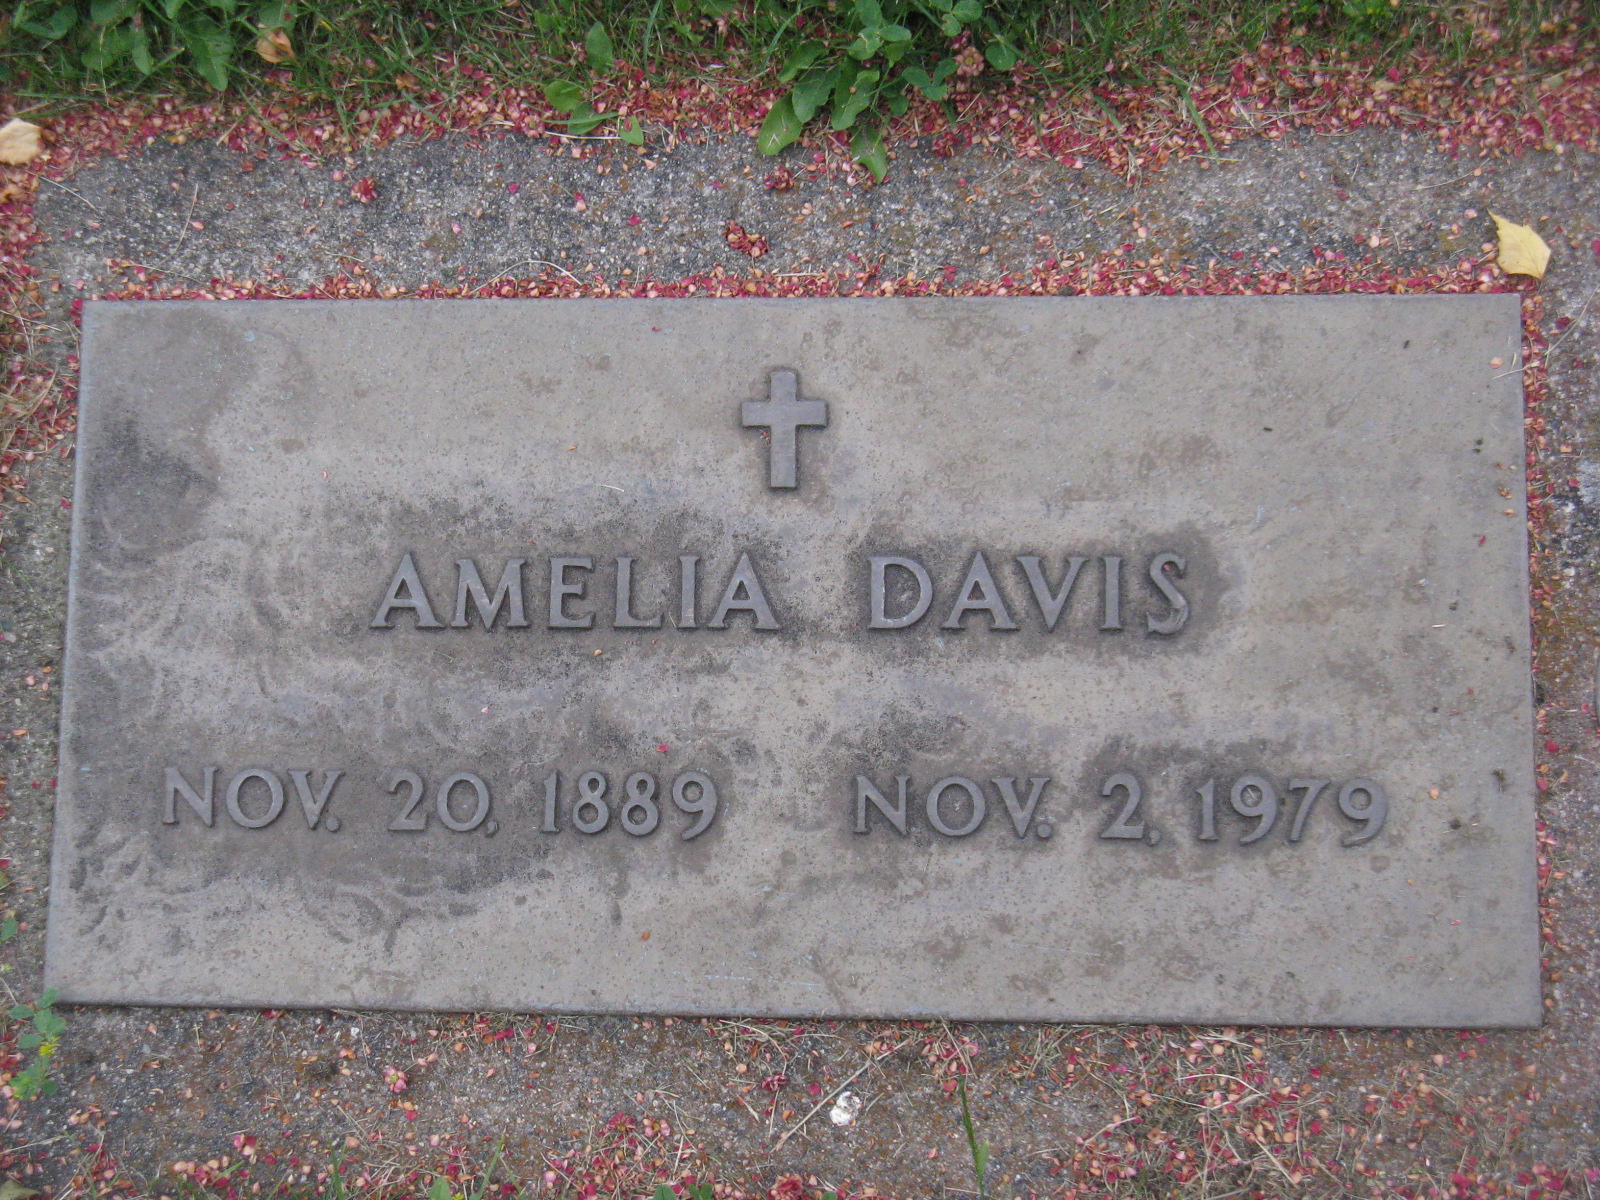 AMELIA DAVIS
NOV. 20, 1889 NOV. 2, 1979